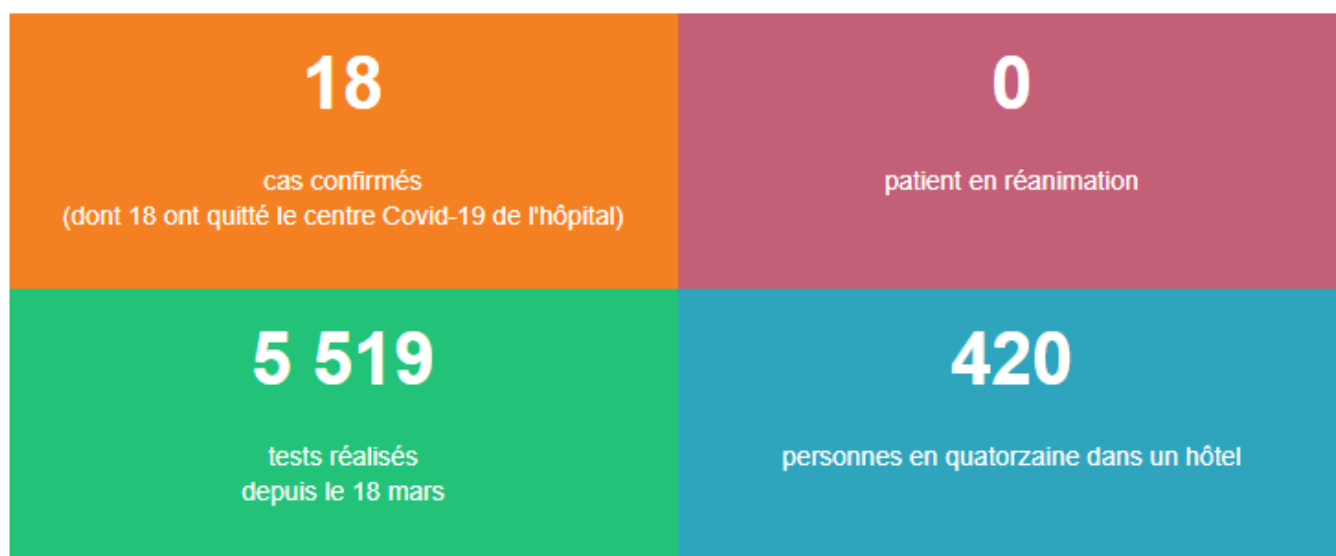 18
cas confirmés
(dont 18 ont quitté le centre Covid-19 de l'hôpital)
0
patient en réanimation
5 519
tests réalisés
depuis le 18 mars
420
personnes en quatorzaine dans un hôtel